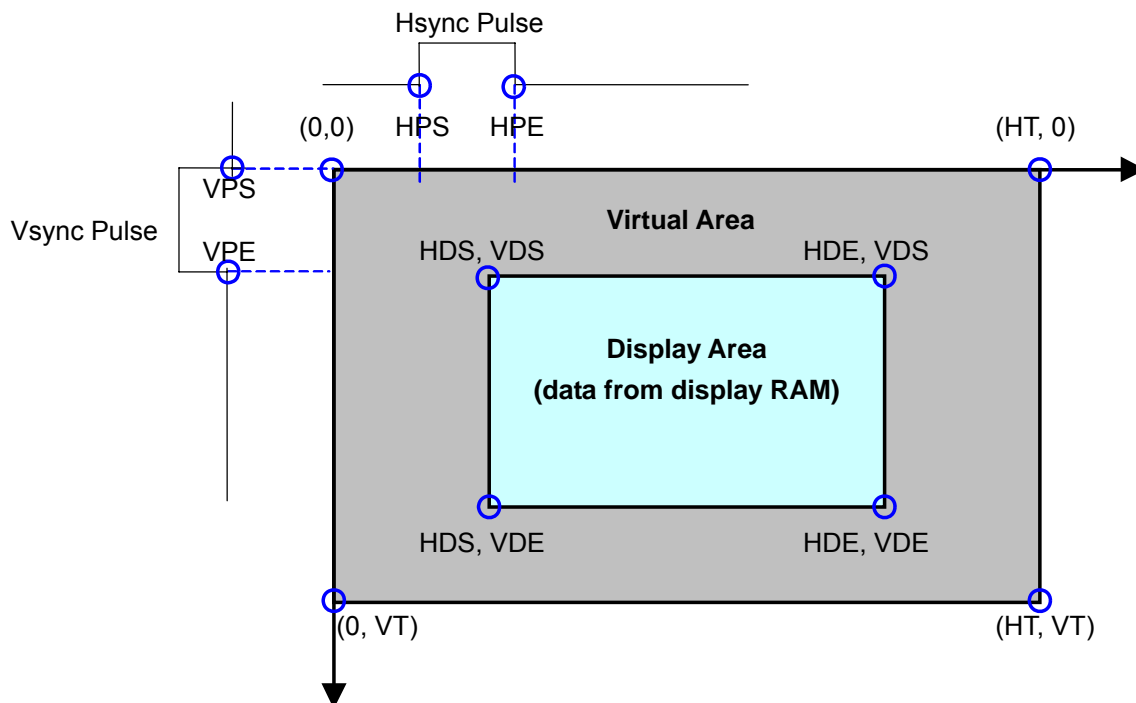 Hsync Pulse
(0,0)
HPS
HPE
(HT, 0)
VPS
Vsync Pulse
VPE
Virtual Area
HDS, VDS
HDE, VDS
Display Area
(data from display RAM)
HDS, VDE
HDE, VDE
(0, VT)
(HT, VT)